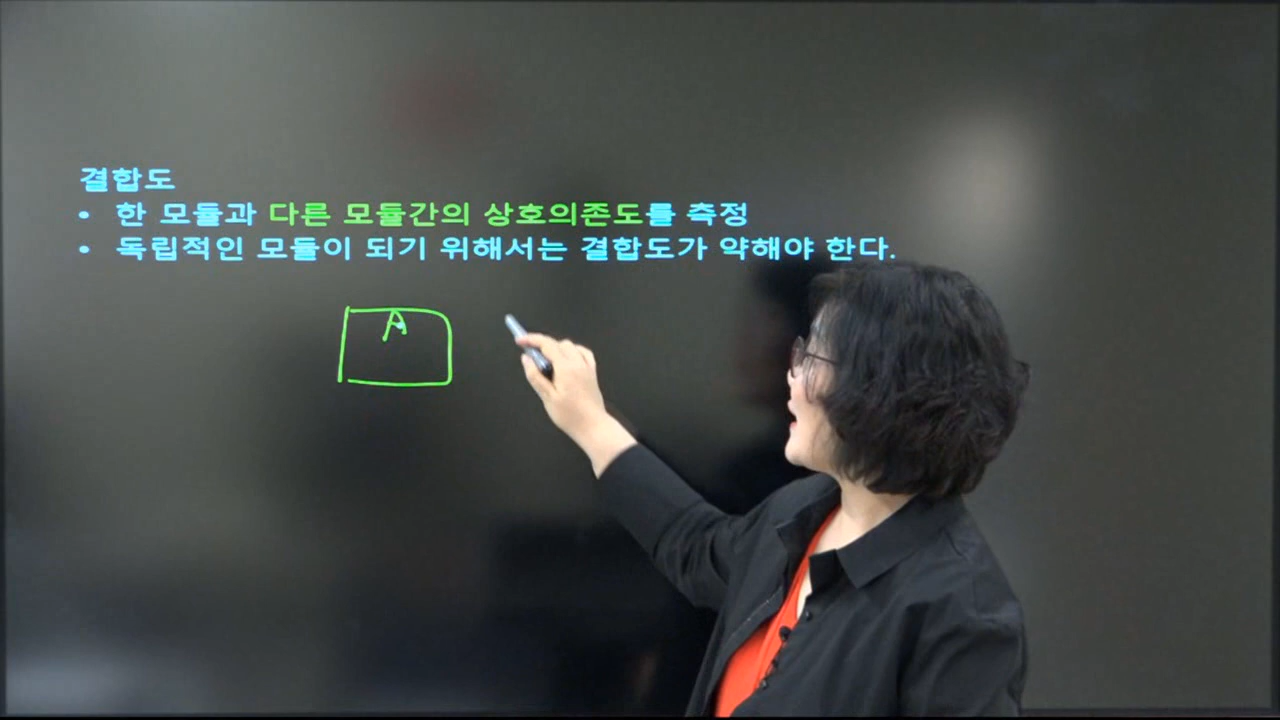 결합도
• 한 모듈과 다른 모듈간의 상호의존도를 측정
• 독립적인 모듈이 되기 위해서는 결합도가 약해야 한다.
A